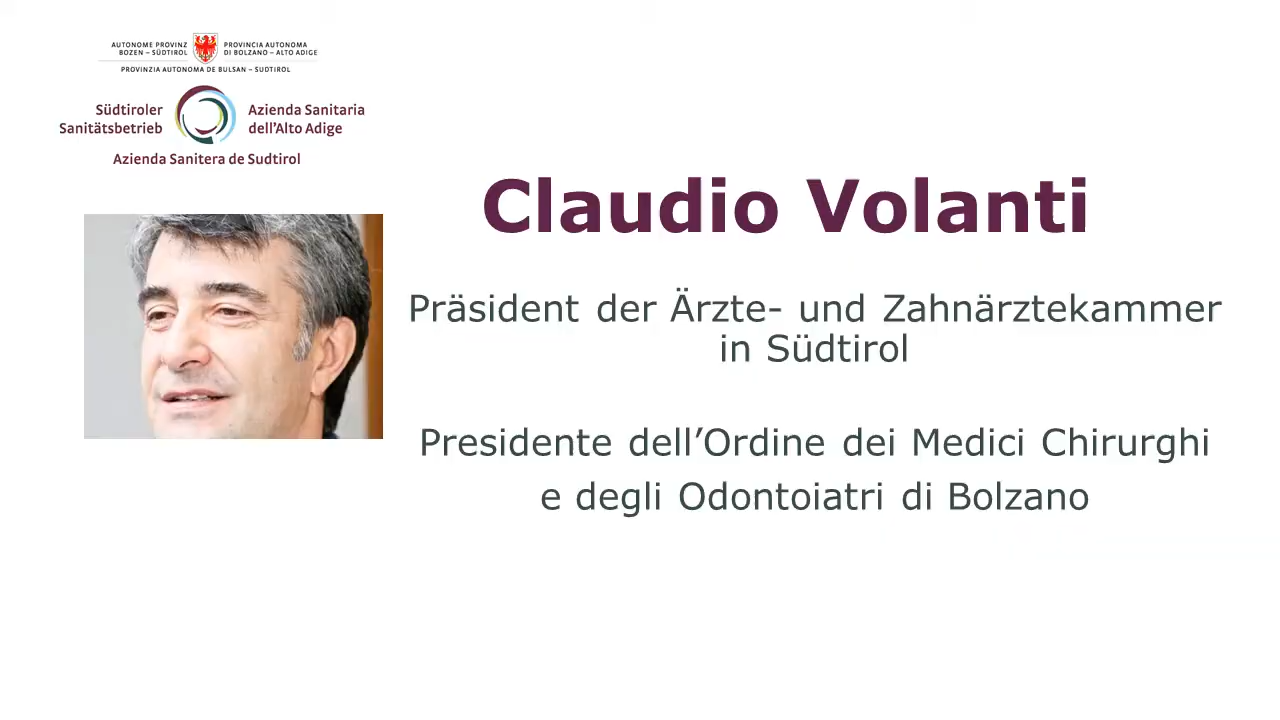 AUTONOME PROVINZ
BOZEN – SÜDTIROL
PROVINCIA AUTONOMA
DI BOLZANO – ALTO ADIGE
PROVINZIA AUTONOMA DE BULSAN – SUDTIROL
Südtiroler
Sanitätsbetrieb
Azienda Sanitaria
dell’Alto Adige
Azienda Sanitera de Sudtirol
Claudio Volanti
Präsident der Ärzte- und Zahnärztekammer
in Südtirol
Presidente dell’Ordine dei Medici Chirurghi
e degli Odontoiatri di Bolzano